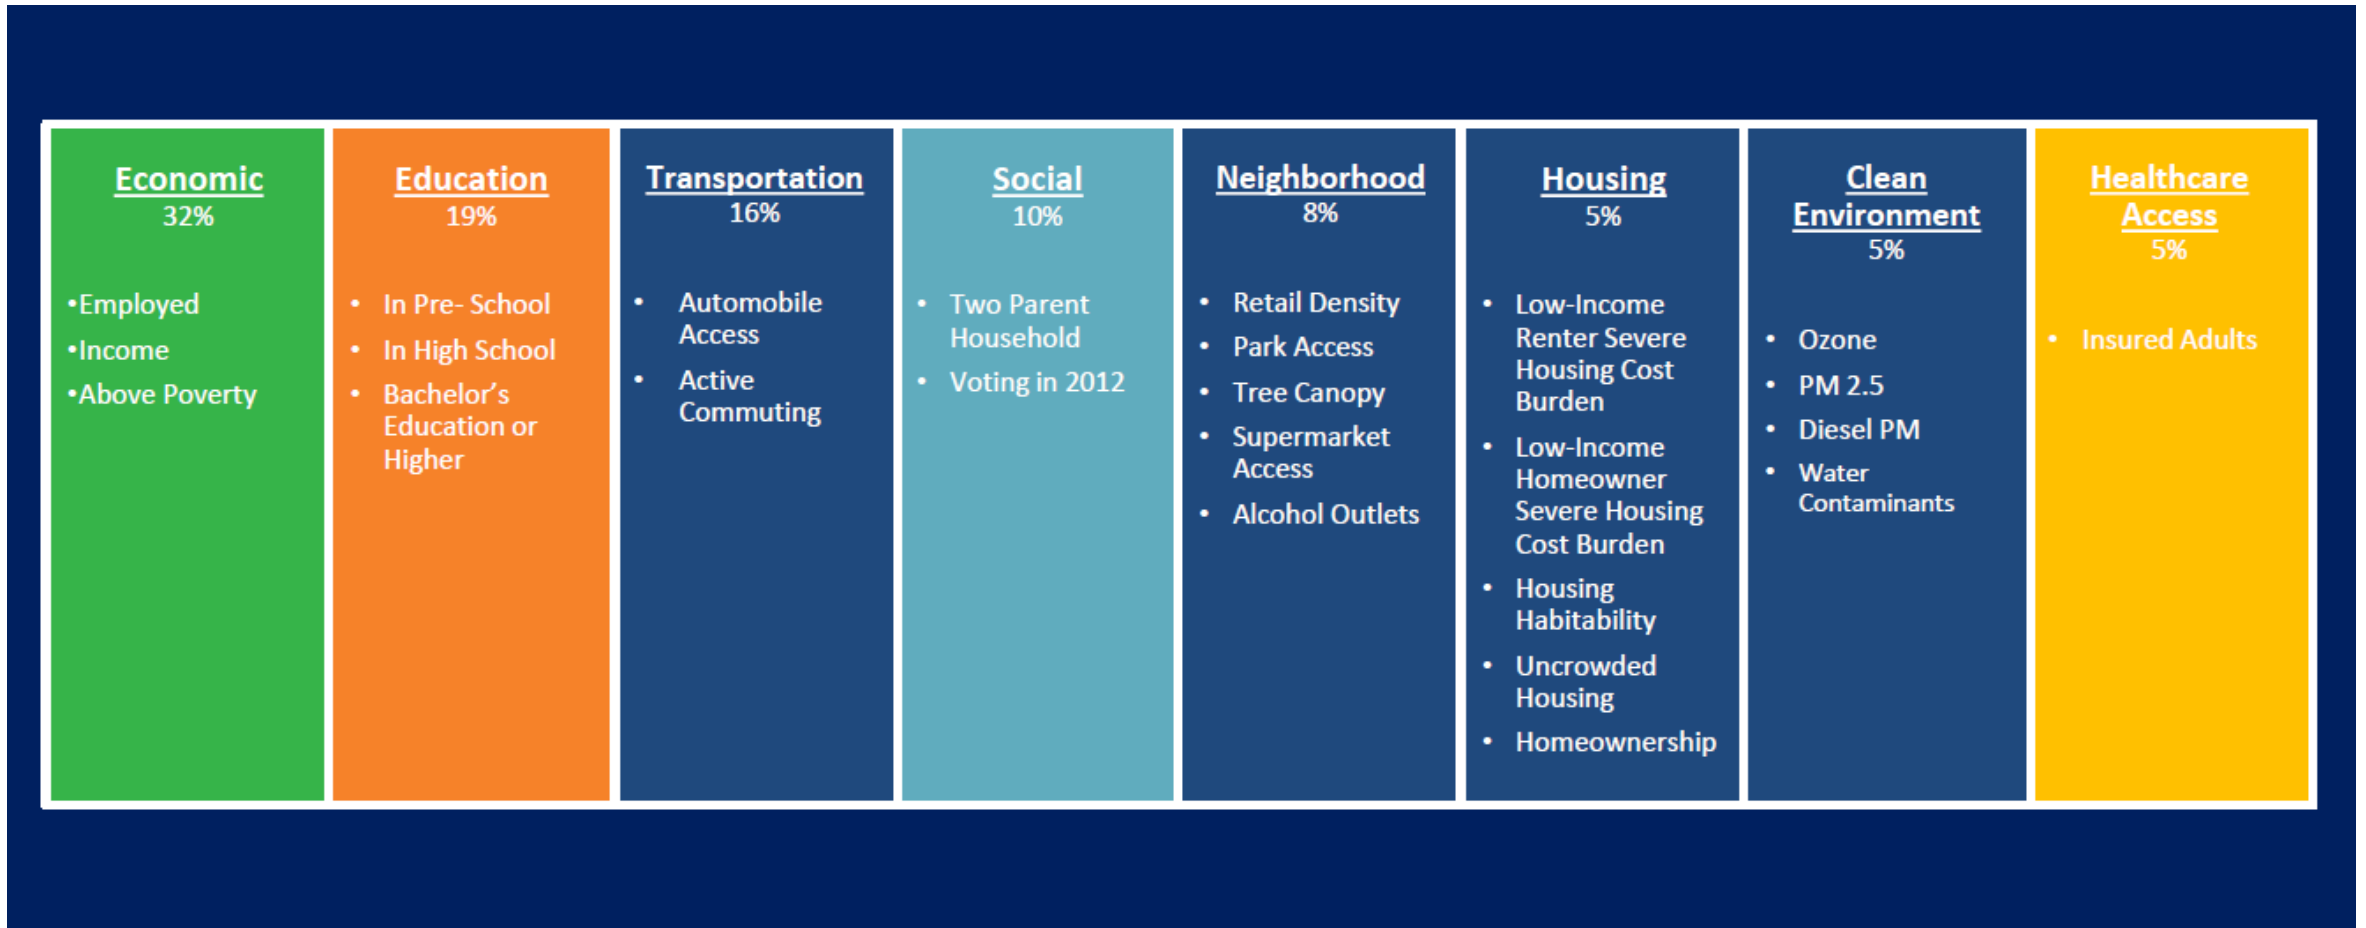 Economic
32%
•Employed
•Income
•Above Poverty
Education
19%
• In Pre- School
• In High School
• Bachelor’s
Education or
Higher
Transportation
16%
• Automobile
Access
• Active
Commuting
Social
10%
• Two Parent
Household
• Voting in 2012
Neighborhood
8%
• Retail Density
• Park Access
• Tree Canopy
• Supermarket
Access
• Alcohol Outlets
Housing
5%
• Low-Income
Renter Severe
Housing Cost
Burden
• Low-Income
Homeowner
Severe Housing
Cost Burden
• Housing
Habitability
• Uncrowded
Housing
• Homeownership
Clean
Environment
5%
• Ozone
• PM 2.5
• Diesel PM
• Water
Contaminants
Healthcare
Access
5%
• Insured Adults